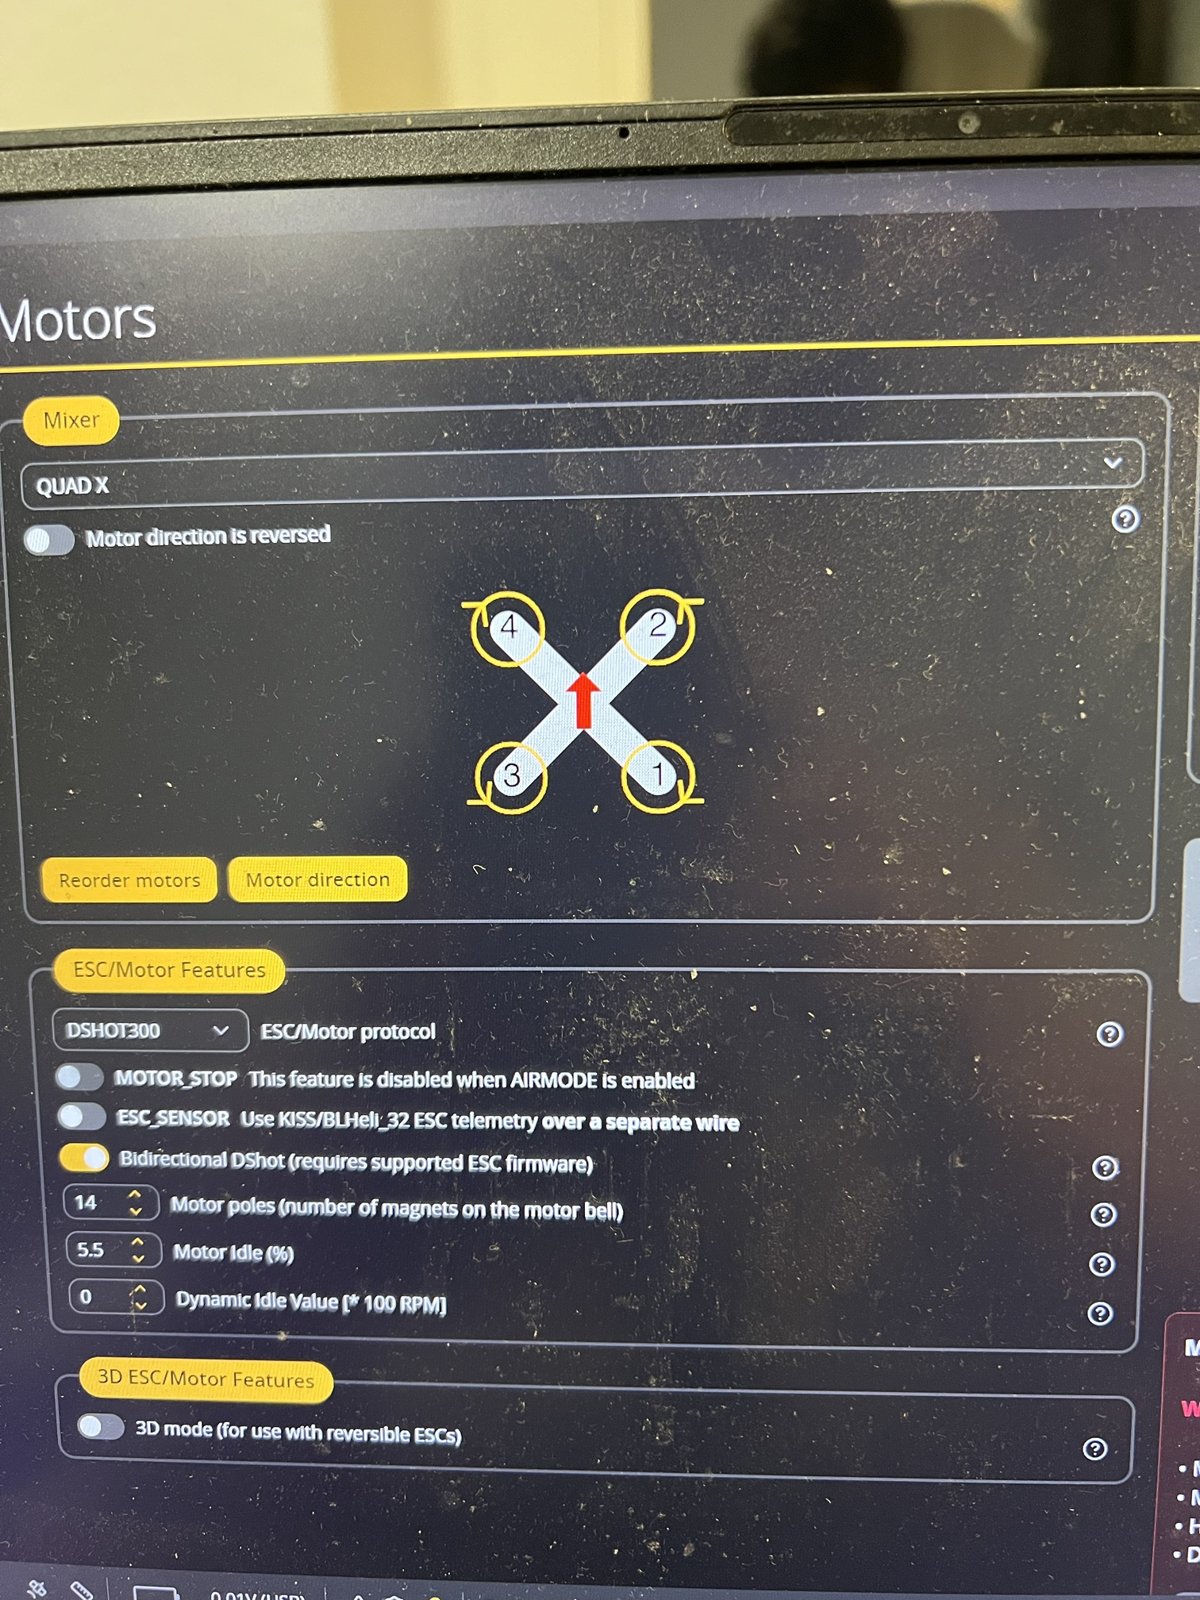 Motors
Mixer
QUAD X
Motor direction is reversed
4
2
3
1
Reorder motors
Motor direction
ESC/Motor Features
DSHOT300 ESC/Motor protocol
MOTOR_STOP This feature is disabled when AIRMODE is enabled
ESC_SENSOR Use KISS/BLHeli_32 ESC telemetry over a separate wire
Bidirectional DShot (requires supported ESC firmware)
14 Motor poles (number of magnets on the motor bell)
5.5 Motor Idle (%)
0 Dynamic Idle Value [* 100 RPM]
3D ESC/Motor Features
3D mode (for use with reversible ESCs)